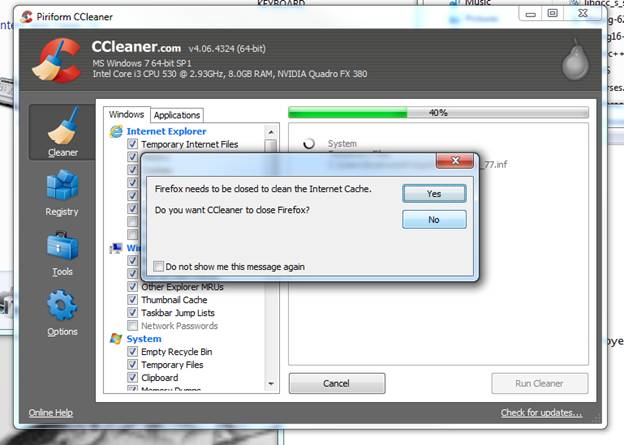 KEYBOARD
Music
Pictures
Piriform CCleaner
CCleaner.com v4.06.4324 (64-bit)
MS Windows 7 64-bit SP1
Intel Core i3 CPU 530 @ 2.93GHz, 8.0GB RAM, NVIDIA Quadro FX 380
Cleaner
Registry
Tools
Options
Windows
Applications
Internet Explorer
Temporary Internet Files
40%
System
_77.inf
Firefox needs to be closed to clean the Internet Cache.
Do you want CCleaner to close Firefox?
Yes
No
Do not show me this message again
Other Explorer MRUs
Thumbnail Cache
Taskbar Jump Lists
Network Passwords
System
Empty Recycle Bin
Temporary Files
Clipboard
Memory Dumps
Cancel
Run Cleaner
Online Help
Check for updates...